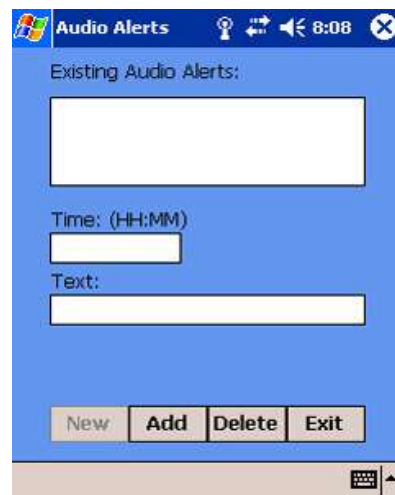 Audio Alerts 8:08
Existing Audio Alerts:
Time: (HH:MM)
Text:
New Add Delete Exit